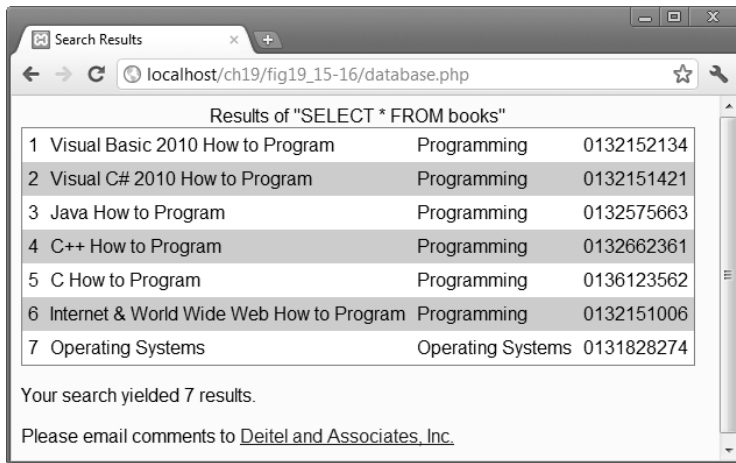 Search Results
localhost/ch19/fig19_15-16/database.php
Results of "SELECT * FROM books"
1 Visual Basic 2010 How to Program Programming 0132152134
2 Visual C# 2010 How to Program Programming 0132151421
3 Java How to Program Programming 0132575663
4 C++ How to Program Programming 0132662361
5 C How to Program Programming 0136123562
6 Internet & World Wide Web How to Program Programming 0132151006
7 Operating Systems Operating Systems 0131828274
Your search yielded 7 results.
Please email comments to Deitel and Associates, Inc.